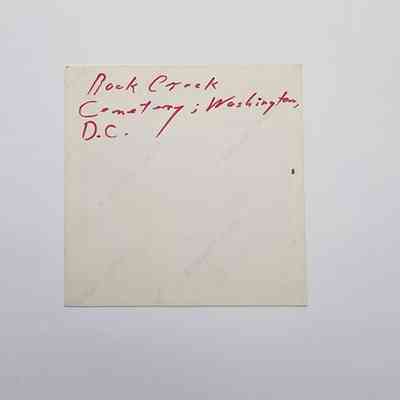 Rock Creek
Cemetery; Washington,
D.C.